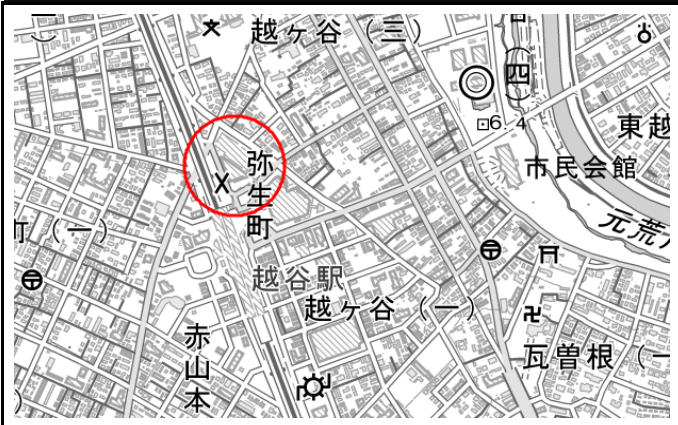 越ヶ谷(三)
(四)
6.4
東越
市民会館
元荒川
弥生町
町(一)
越谷駅
越ヶ谷(一)
赤山本
瓦曽根(一